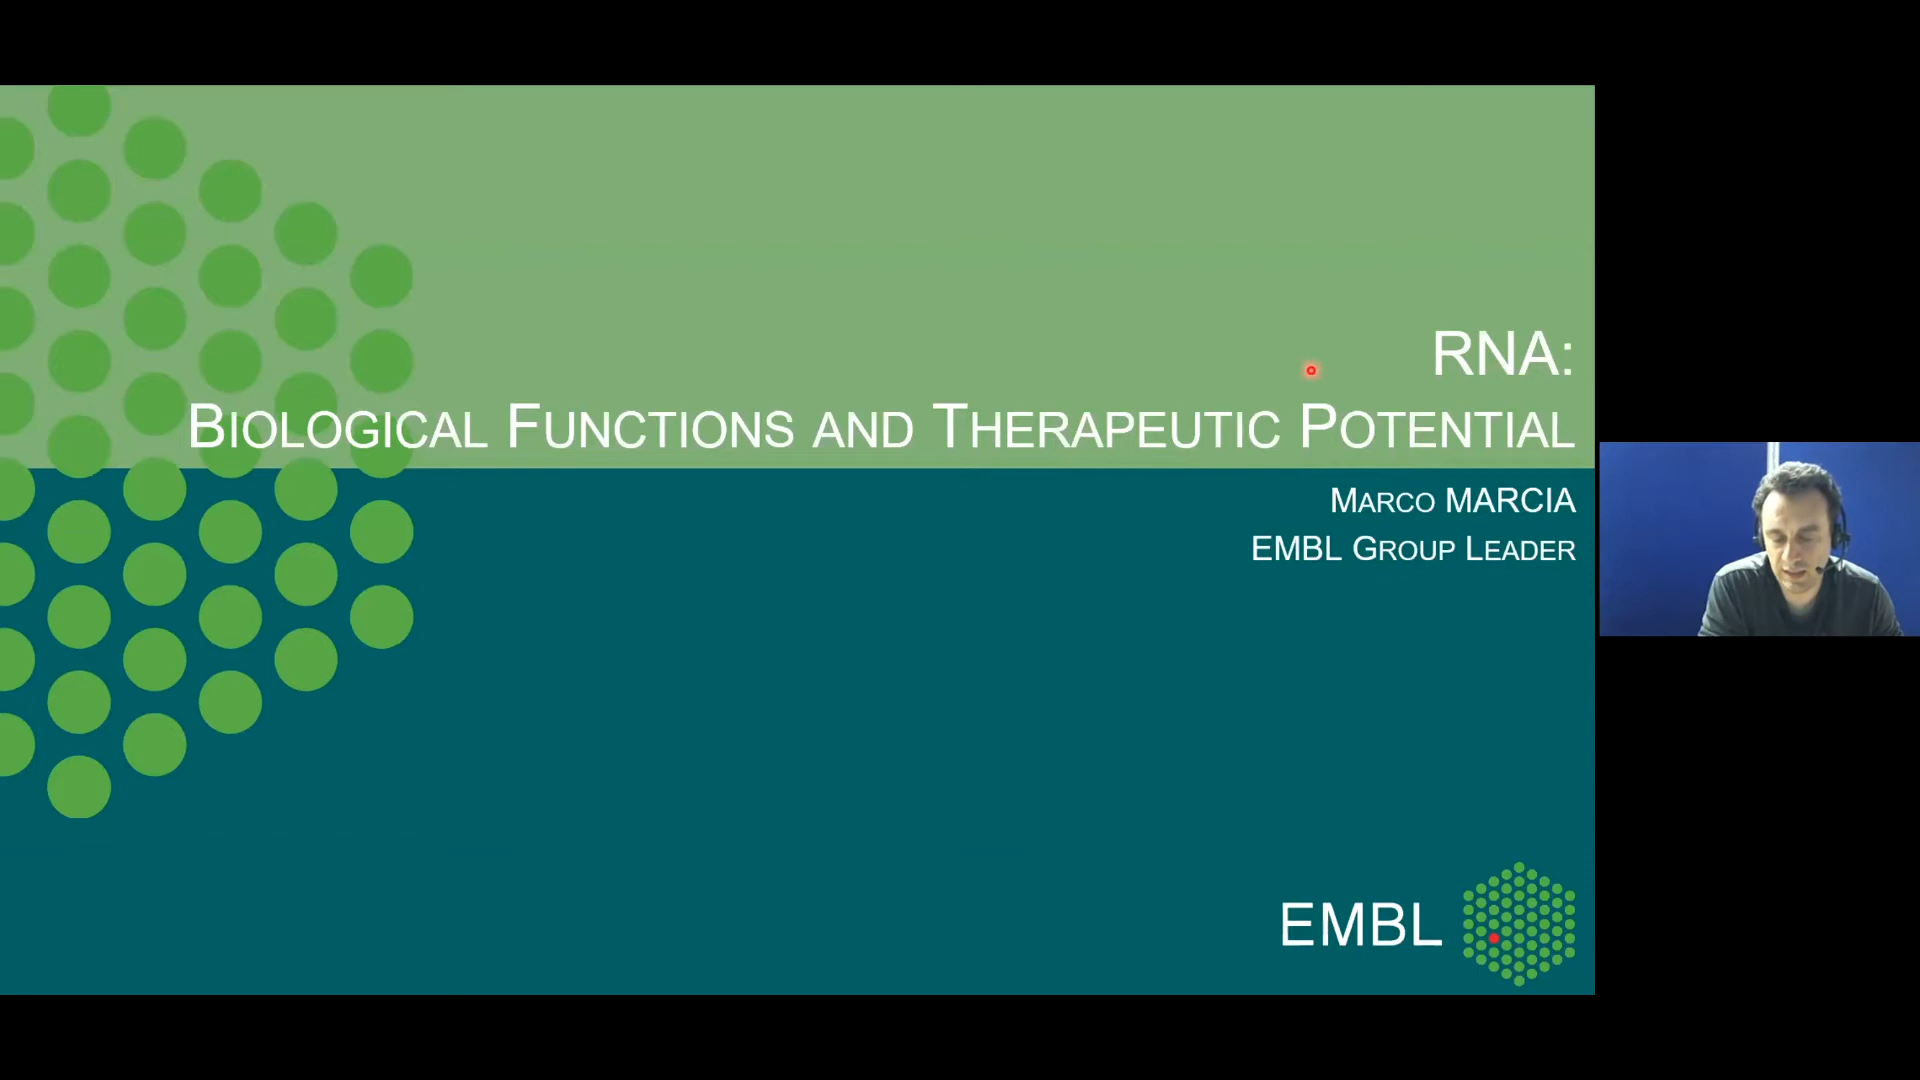 RNA:
BIOLOGICAL FUNCTIONS AND THERAPEUTIC POTENTIAL
MARCO MARCIA
EMBL GROUP LEADER
EMBL